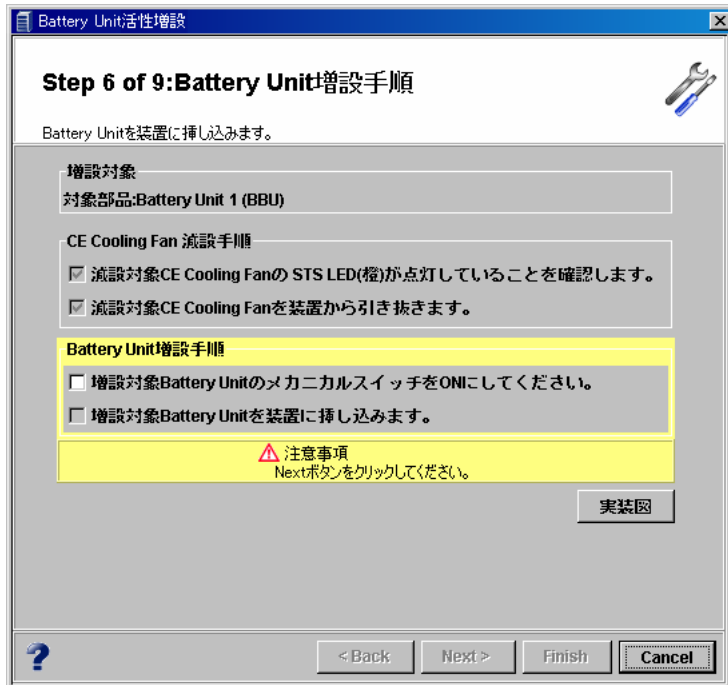 Battery Unit活性増設
Step 6 of 9:Battery Unit増設手順
Battery Unitを装置に挿し込みます。
増設対象
対象部品:Battery Unit 1 (BBU)
CE Cooling Fan 減設手順
減設対象CE Cooling Fanの STS LED(橙)が点灯していることを確認します。
減設対象CE Cooling Fanを装置から引き抜きます。
Battery Unit増設手順
増設対象Battery UnitのメカニカルスイッチをONにしてください。
増設対象Battery Unitを装置に挿し込みます。
注意事項
Nextボタンをクリックしてください。
実装図
< Back Next > Finish Cancel